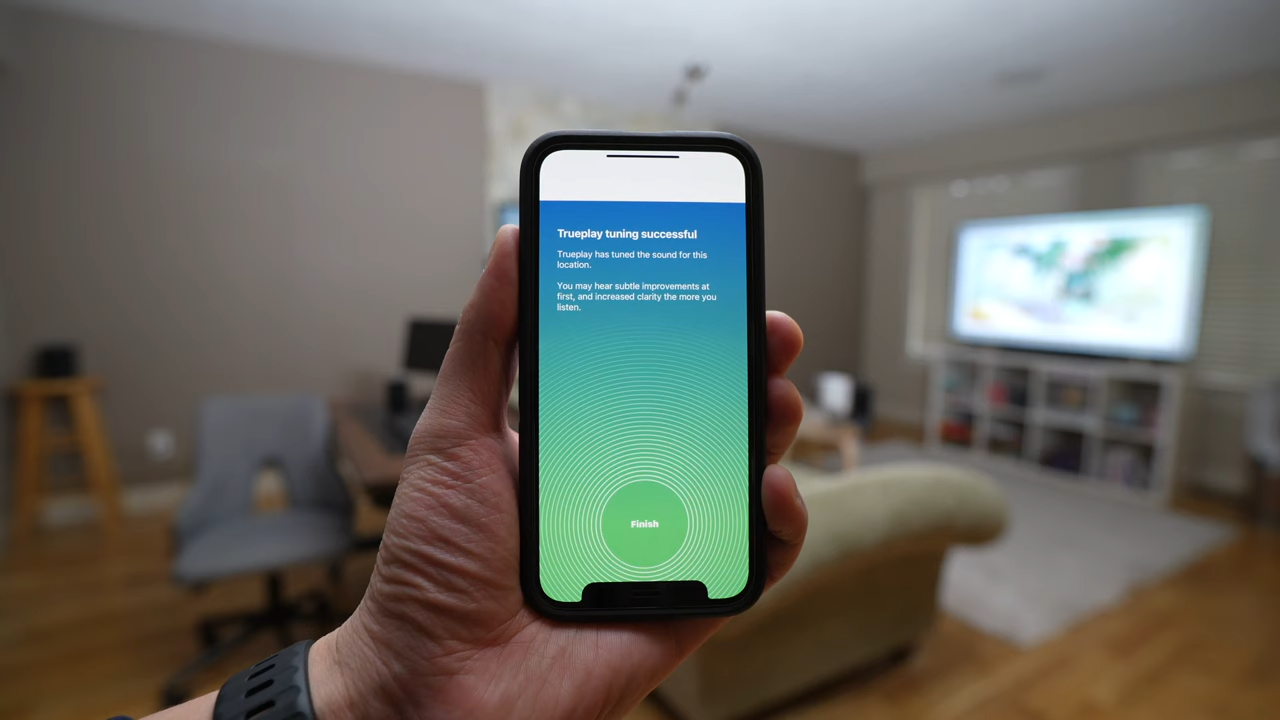 Trueplay tuning successful
Trueplay has tuned the sound for this
location.
You may hear subtle improvements at
first, and increased clarity the more you
listen.
Finish